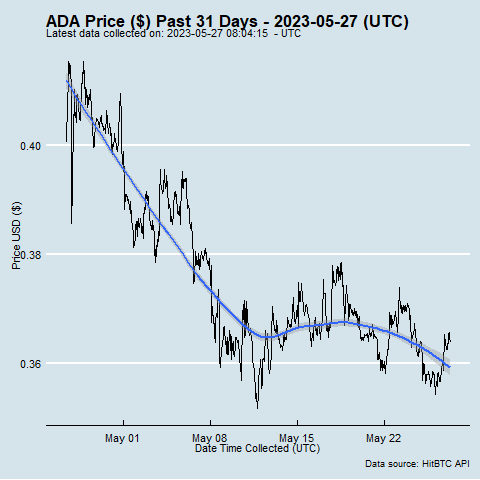 ADA Price ($) Past 31 Days - 2023-05-27 (UTC)
Latest data collected on: 2023-05-27 08:04:15 - UTC
0.40
0.38
0.36
Price USD ($)
May 01 May 08 May 15 May 22
Date Time Collected (UTC)
Data source: HitBTC API